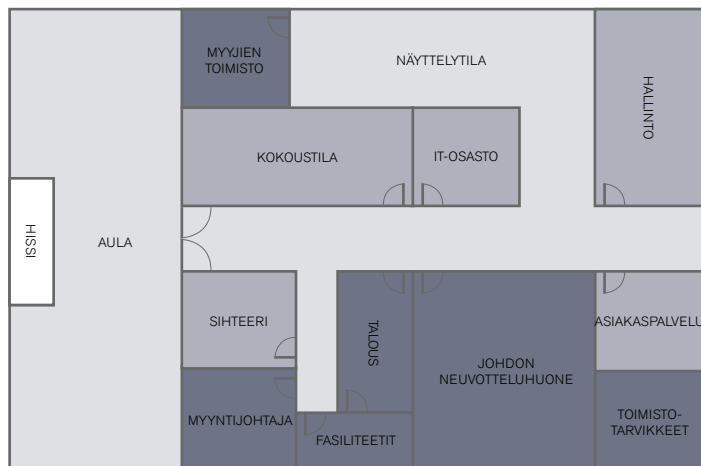 MYYJIEN
TOIMISTO
NÄYTTELYTILA
HALLINTO
KOKOUSTILA
IT-OSASTO
HISSI
AULA
SIHTEERI
TALOUS
ASIAKASPALVELU
JOHDON
NEUVOTTELUHUONE
MYYNTIJOHTAJA
FASILITEETIT
TOIMISTO-
TARVIKKEET